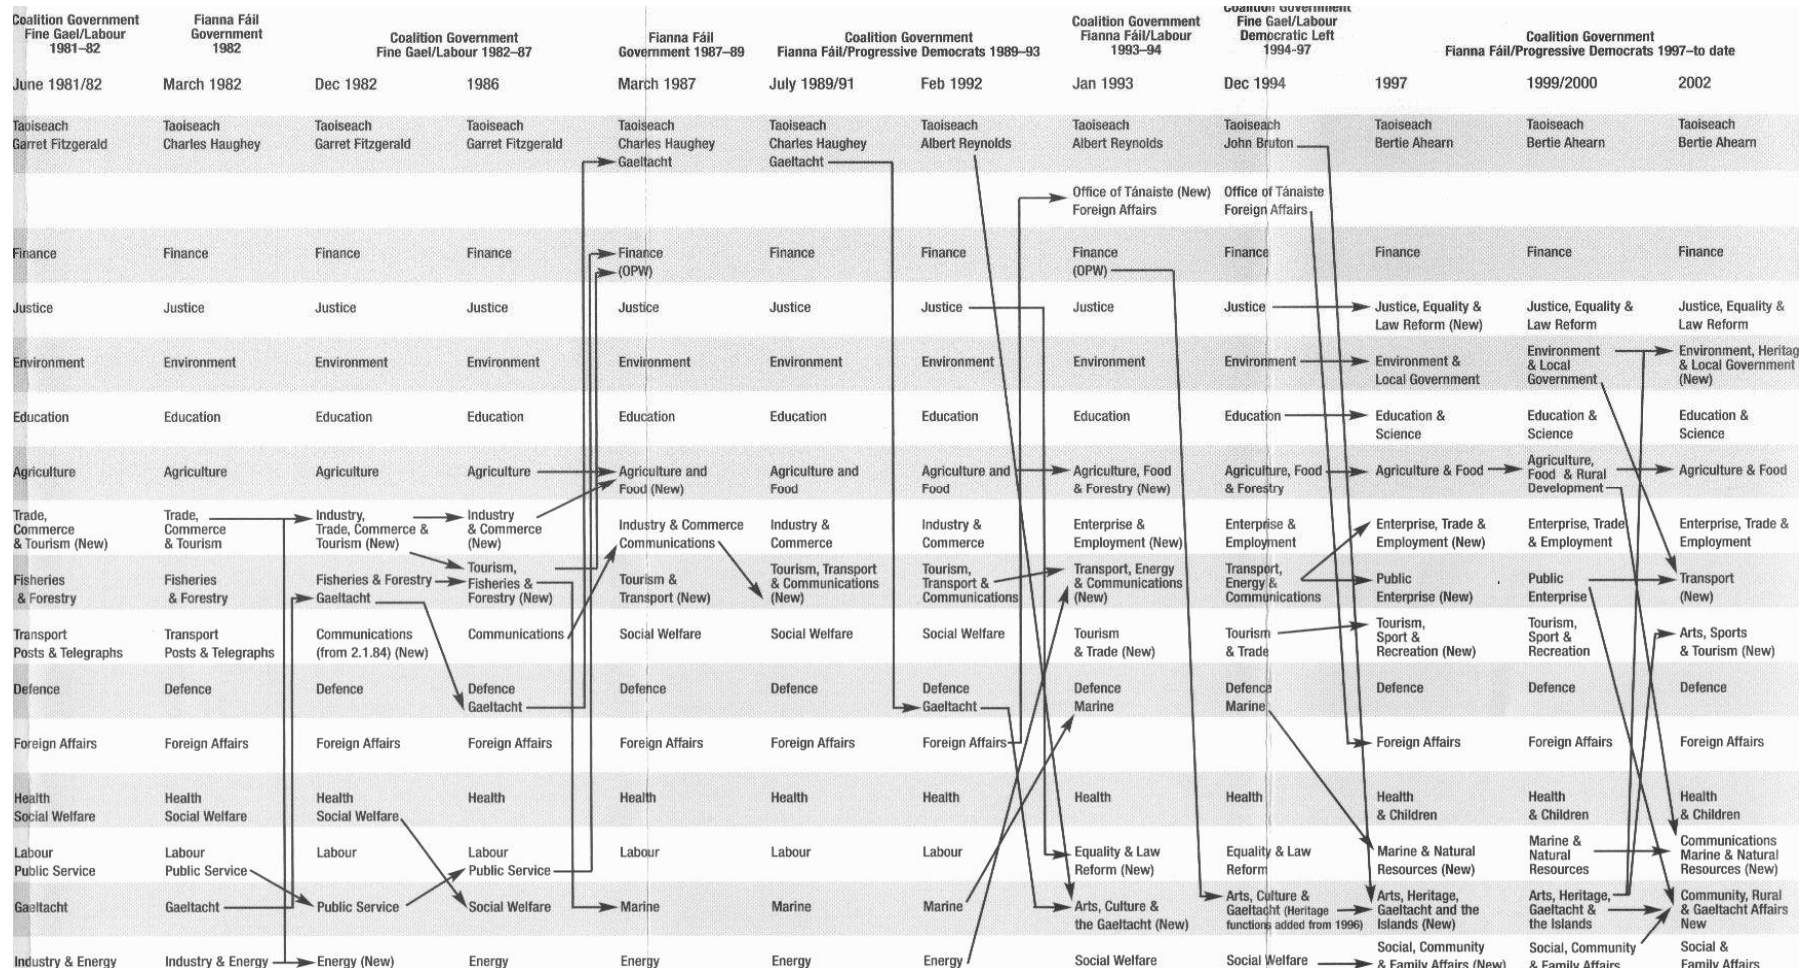 Coalition Government
Fine Gael/Labour
1981–82
Fianna Fáil
Government
1982
Coalition Government
Fine Gael/Labour 1982–87
Fianna Fáil
Government 1987–89
Coalition Government
Fianna Fáil/Progressive Democrats 1989–93
Coalition Government
Fianna Fáil/Labour
1993–94
Coalition Government
Fine Gael/Labour
Democratic Left
1994-97
Coalition Government
Fianna Fáil/Progressive Democrats 1997–to date
June 1981/82 March 1982 Dec 1982 1986 March 1987 July 1989/91 Feb 1992 Jan 1993 Dec 1994 1997 1999/2000 2002
Taoiseach Taoiseach Taoiseach Taoiseach Taoiseach Taoiseach Taoiseach Taoiseach Taoiseach Taoiseach Taoiseach Taoiseach
Garret Fitzgerald Charles Haughey Garret Fitzgerald Garret Fitzgerald Charles Haughey Charles Haughey Albert Reynolds Albert Reynolds John Bruton Bertie Ahearn Bertie Ahearn Bertie Ahearn
Gaeltacht Gaeltacht
Office of Tánaiste (New) Office of Tánaiste
Foreign Affairs Foreign Affairs
Finance Finance Finance Finance Finance Finance Finance Finance Finance Finance Finance Finance
(OPW) (OPW)
Justice Justice Justice Justice Justice Justice Justice Justice Justice Justice, Equality & Justice, Equality & Justice, Equality &
Law Reform (New) Law Reform Law Reform
Environment Environment Environment Environment Environment Environment Environment Environment Environment
Environment &
Local Government
Environment
& Local
Government
Environment, Heritag
& Local Government
(New)
Education Education Education Education Education Education Education Education Education Education & Education & Education &
Science Science Science
Agriculture Agriculture Agriculture Agriculture
Agriculture and
Food (New)
Agriculture and
Food
Agriculture and
Food
Agriculture, Food
& Forestry (New)
Agriculture, Food
& Forestry
Agriculture & Food
Agriculture,
Food & Rural
Development
Agriculture & Food
Trade,
Commerce
& Tourism (New)
Trade,
Commerce
& Tourism
Industry,
Trade, Commerce &
Tourism (New)
Industry
& Commerce
(New)
Industry & Commerce
Communications
Industry &
Commerce
Industry &
Commerce
Enterprise &
Employment (New)
Enterprise &
Employment
Enterprise, Trade &
Employment (New)
Enterprise, Trade
& Employment
Enterprise, Trade &
Employment
Fisheries
& Forestry
Fisheries
& Forestry
Fisheries & Forestry
Gaeltacht
Tourism,
Fisheries &
Forestry (New)
Tourism &
Transport (New)
Tourism, Transport
& Communications
(New)
Tourism,
Transport &
Communications
Transport, Energy
& Communications
(New)
Transport,
Energy &
Communications
Public
Enterprise (New)
Public
Enterprise
Transport
(New)
Transport
Posts & Telegraphs
Transport
Posts & Telegraphs
Communications
(from 2.1.84) (New)
Communications
Social Welfare
Social Welfare
Social Welfare
Tourism
& Trade (New)
Tourism
& Trade
Tourism,
Sport &
Recreation (New)
Tourism,
Sport &
Recreation
Arts, Sports
& Tourism (New)
Defence Defence Defence Defence Defence Defence Defence Defence Defence Defence Defence Defence
Gaeltacht Gaeltacht Marine Marine
Foreign Affairs Foreign Affairs Foreign Affairs Foreign Affairs Foreign Affairs Foreign Affairs Foreign Affairs Foreign Affairs Foreign Affairs Foreign Affairs
Health Health Health Health Health Health Health Health Health Health Health Health
Social Welfare Social Welfare Social Welfare & Children & Children & Children
Labour
Public Service
Labour
Public Service
Labour
Labour
Public Service
Labour
Labour
Labour
Equality & Law
Reform (New)
Equality & Law
Reform
Marine & Natural
Resources (New)
Marine &
Natural
Resources
Communications
Marine & Natural
Resources (New)
Gaeltacht
Gaeltacht
Public Service
Social Welfare
Marine
Marine
Marine
Arts, Culture &
the Gaeltacht (New)
Arts, Culture &
Gaeltacht (Heritage
functions added from 1996)
Arts, Heritage,
Gaeltacht and the
Islands (New)
Arts, Heritage,
Gaeltacht &
the Islands
Community, Rural
& Gaeltacht Affairs
New
Industry & Energy
Industry & Energy
Energy (New)
Energy
Energy
Energy
Energy
Social Welfare
Social Welfare
Social, Community
& Family Affairs (New)
Social, Community
& Family Affairs
Social &
Family Affairs